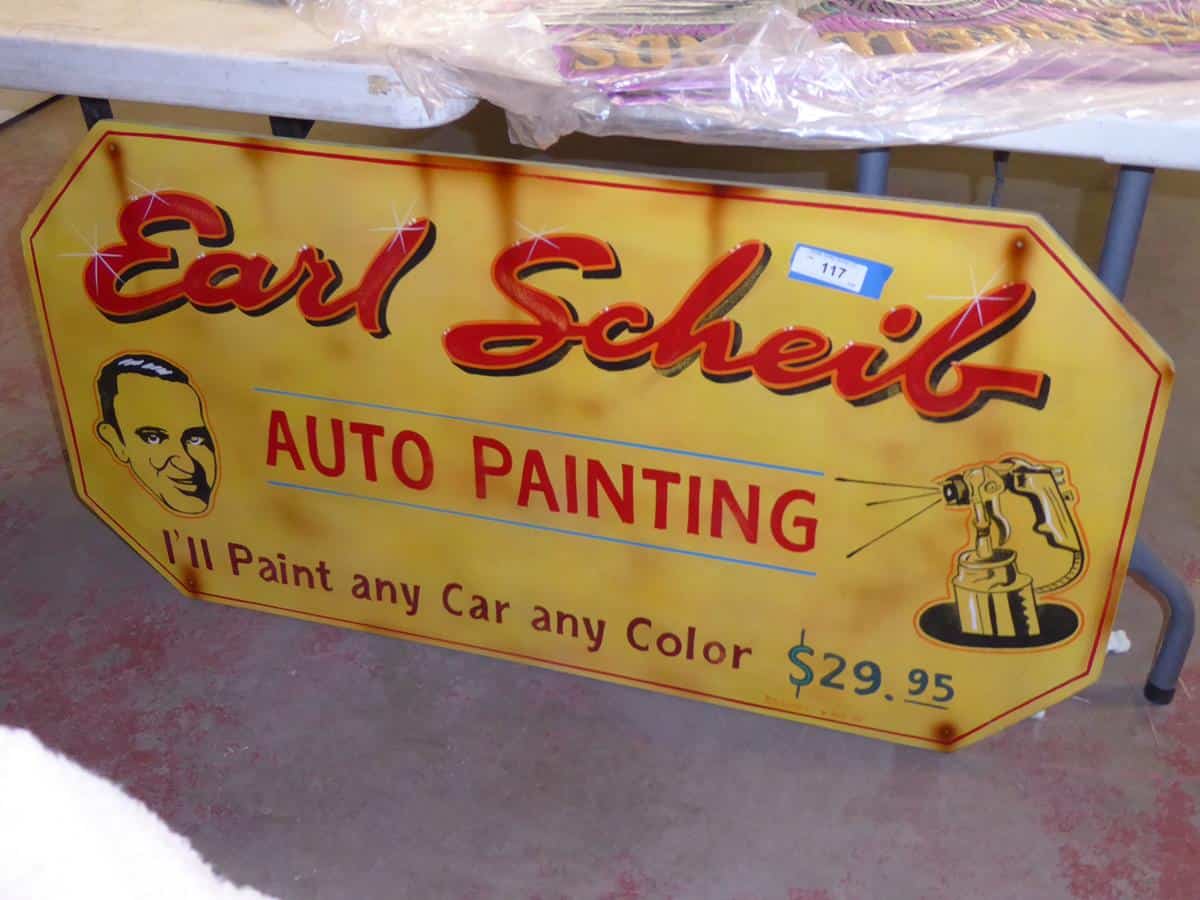 Earl Scheib
117
AUTO PAINTING
I'll Paint any Car any Color $29.95